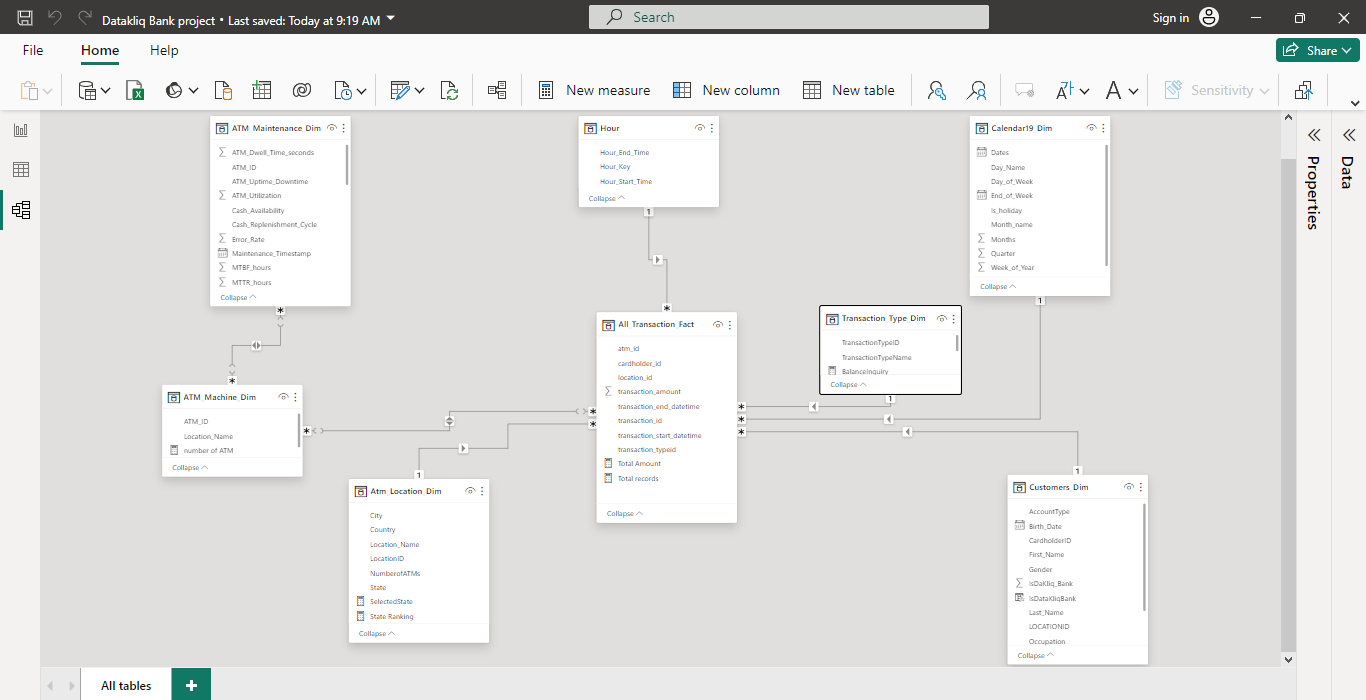 Datakliq Bank project • Last saved: Today at 9:19 AM
Search
Sign in
File
Home
Help
Share
New measure
New column
New table
Sensitivity
ATM_Maintenance_Dim
ATM_Dwell_Time_seconds
ATM_ID
ATM_Uptime_Downtime
ATM_Utilization
Cash_Availability
Cash_Replenishment_Cycle
Error_Rate
Maintenance_Timestamp
MTBF_hours
MTTR_hours
Collapse
Hour
Hour_End_Time
Hour_Key
Hour_Start_Time
Collapse
1
Calendar19_Dim
Dates
Day_Name
Day_of_Week
End_of_Week
Is_holiday
Month_name
Months
Quarter
Week_of_Year
Collapse
1
Properties
Data
All_Transaction_Fact
atm_id
cardholder_id
location_id
transaction_amount
transaction_end_datetime
transaction_id
transaction_start_datetime
transaction_typeid
Total Amount
Total records
Collapse
Transaction_Type_Dim
TransactionTypeID
TransactionTypeName
BalanceInquiry
Collapse
1
ATM_Machine_Dim
ATM_ID
Location_Name
number of ATM
Collapse
1
Atm_Location_Dim
City
Country
Location_Name
LocationID
NumberofATMs
State
SelectedState
State Ranking
Collapse
1
Customers_Dim
AccountType
Birth_Date
CardholderID
First_Name
Gender
IsDaKliq_Bank
IsDataKliqBank
Last_Name
LOCATIONID
Occupation
Collapse
All tables